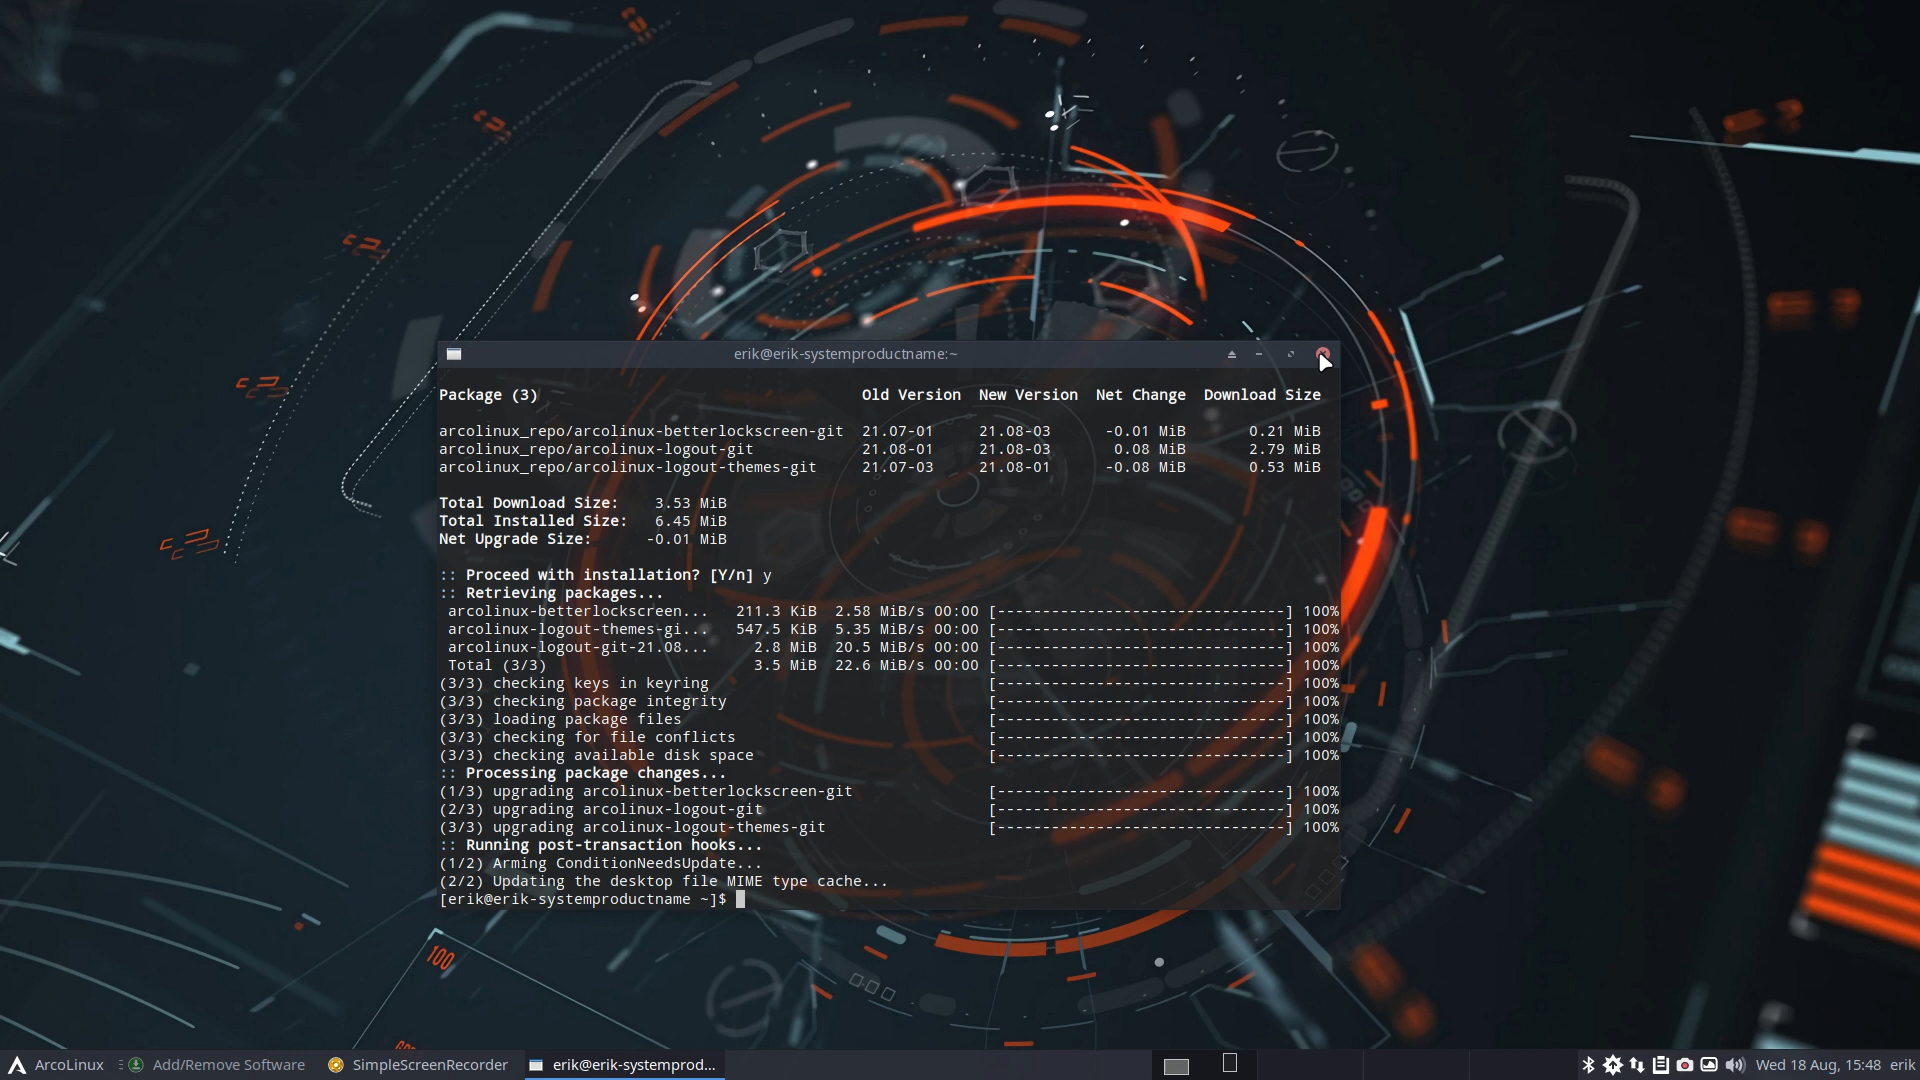 erik@erik-systemproductname:~
Package (3) Old Version New Version Net Change Download Size
arcolinux_repo/arcolinux-betterlockscreen-git 21.07-01 21.08-03 -0.01 MiB 0.21 MiB
arcolinux_repo/arcolinux-logout-git 21.08-01 21.08-03 0.08 MiB 2.79 MiB
arcolinux_repo/arcolinux-logout-themes-git 21.07-03 21.08-01 -0.08 MiB 0.53 MiB
Total Download Size: 3.53 MiB
Total Installed Size: 6.45 MiB
Net Upgrade Size: -0.01 MiB
:: Proceed with installation? [Y/n] y
:: Retrieving packages...
arcolinux-betterlockscreen... 211.3 KiB 2.58 MiB/s 00:00 [--------------------------------] 100%
arcolinux-logout-themes-gi... 547.5 KiB 5.35 MiB/s 00:00 [--------------------------------] 100%
arcolinux-logout-git-21.08... 2.8 MiB 20.5 MiB/s 00:00 [--------------------------------] 100%
Total (3/3) 3.5 MiB 22.6 MiB/s 00:00 [--------------------------------] 100%
(3/3) checking keys in keyring [--------------------------------] 100%
(3/3) checking package integrity [--------------------------------] 100%
(3/3) loading package files [--------------------------------] 100%
(3/3) checking for file conflicts [--------------------------------] 100%
(3/3) checking available disk space [--------------------------------] 100%
:: Processing package changes...
(1/3) upgrading arcolinux-betterlockscreen-git [--------------------------------] 100%
(2/3) upgrading arcolinux-logout-git [--------------------------------] 100%
(3/3) upgrading arcolinux-logout-themes-git [--------------------------------] 100%
:: Running post-transaction hooks...
(1/2) Arming ConditionNeedsUpdate...
(2/2) Updating the desktop file MIME type cache...
[erik@erik-systemproductname ~]$
100
ArcoLinux Add/Remove Software SimpleScreenRecorder erik@erik-systemprod... Wed 18 Aug, 15:48 erik